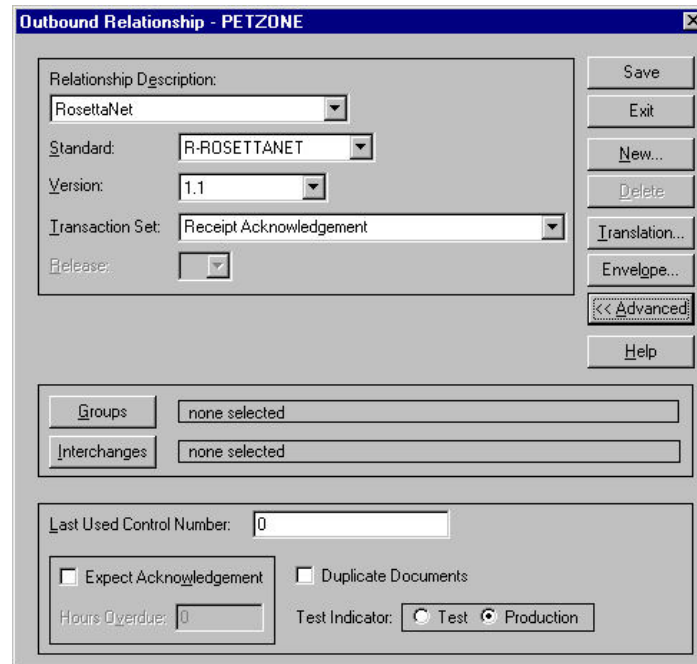 Outbound Relationship - PETZONE
Relationship Description:
RosettaNet
Standard: R-ROSETTANET
Version: 1.1
Transaction Set: Receipt Acknowledgement
Release:
Save
Exit
New...
Delete
Translation...
Envelope...
<< Advanced
Help
Groups none selected
Interchanges none selected
Last Used Control Number: 0
Expect Acknowledgement
Hours Overdue: 0
Duplicate Documents
Test Indicator: Test Production